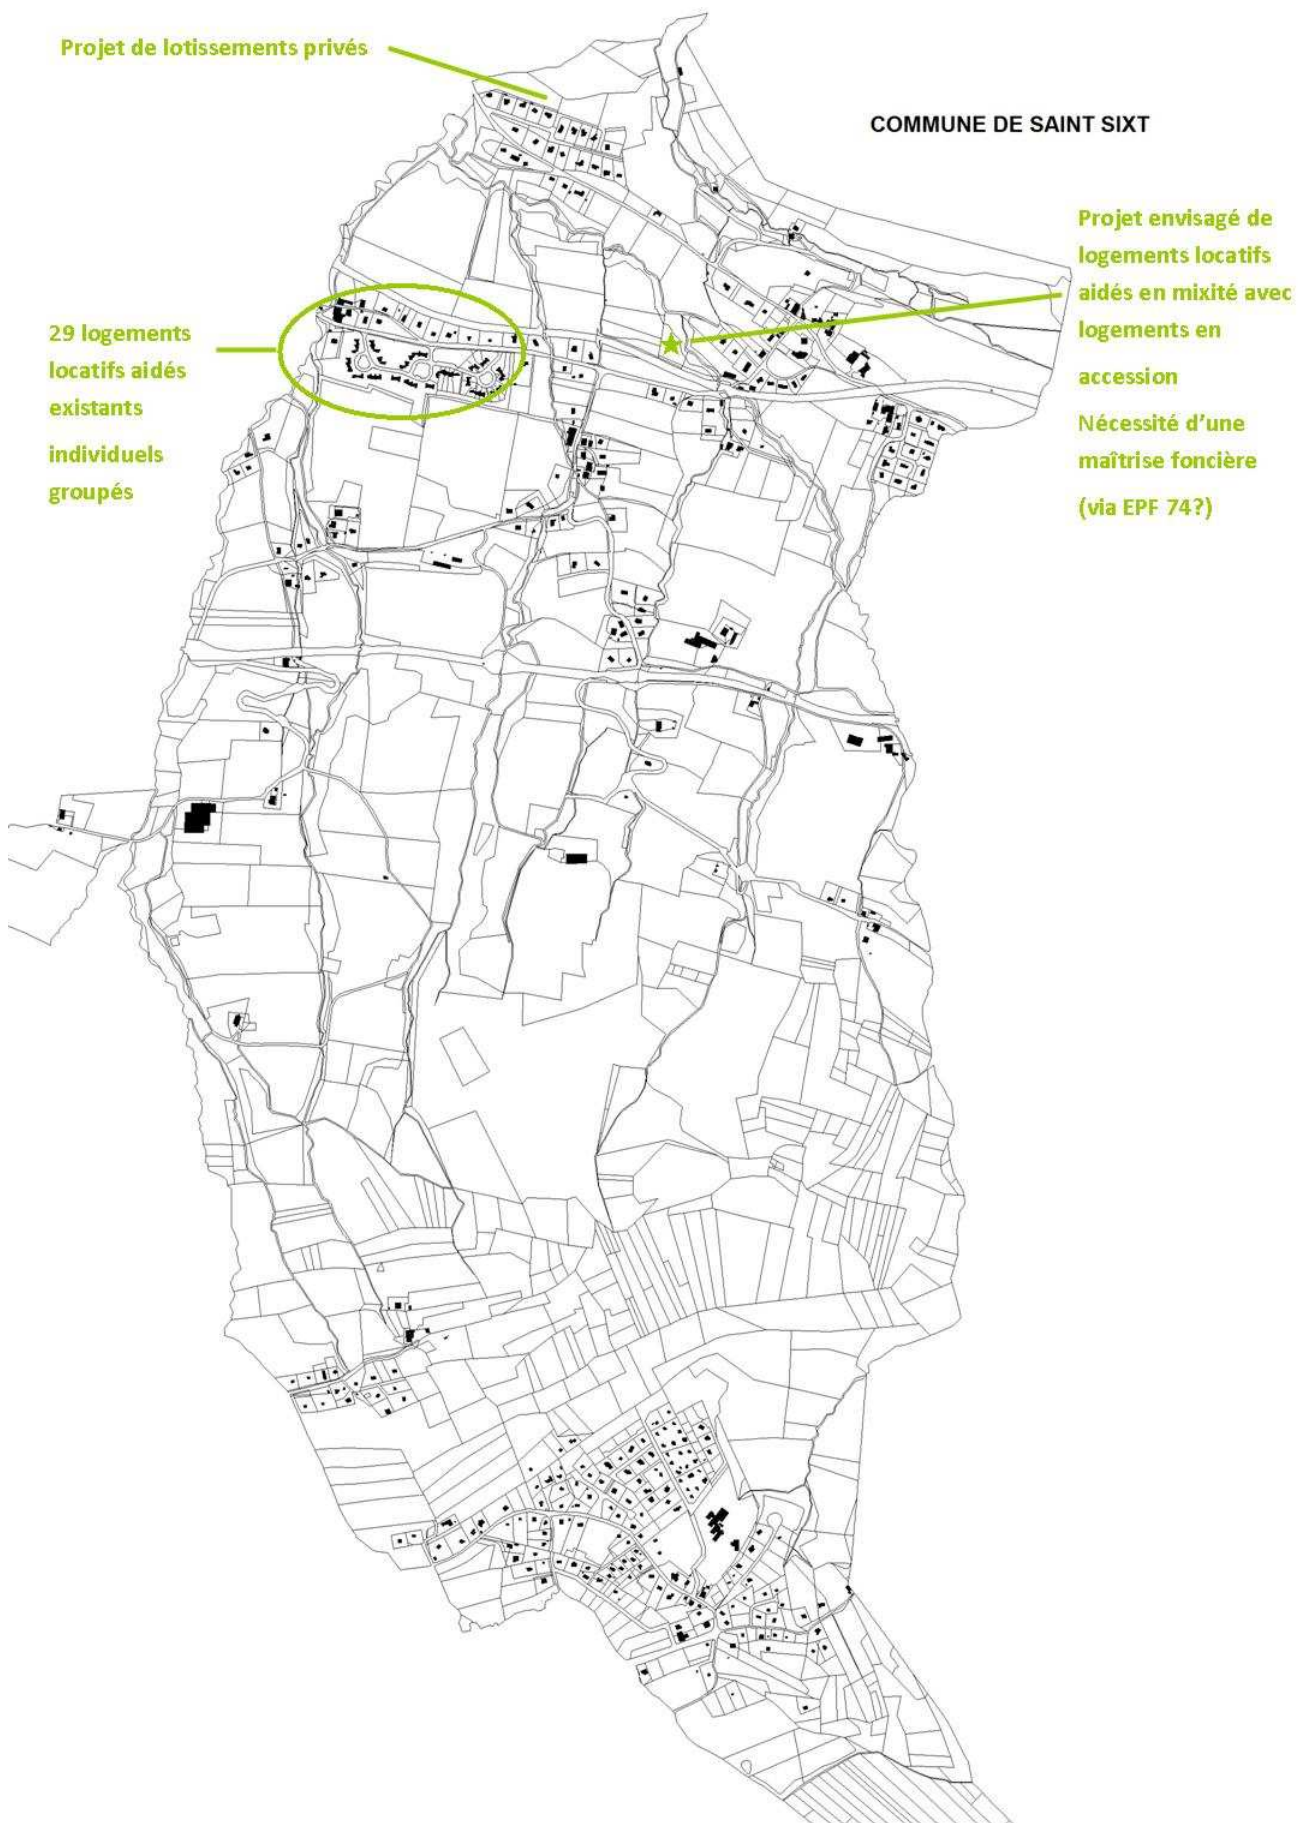 Projet de lotissements privés
COMMUNE DE SAINT SIXT
Projet envisagé de
logements locatifs
aidés en mixité avec
logements en
accession
Nécessité d'une
maîtrise foncière
(via EPF 74?)
29 logements
locatifs aidés
existants
individuels
groupés